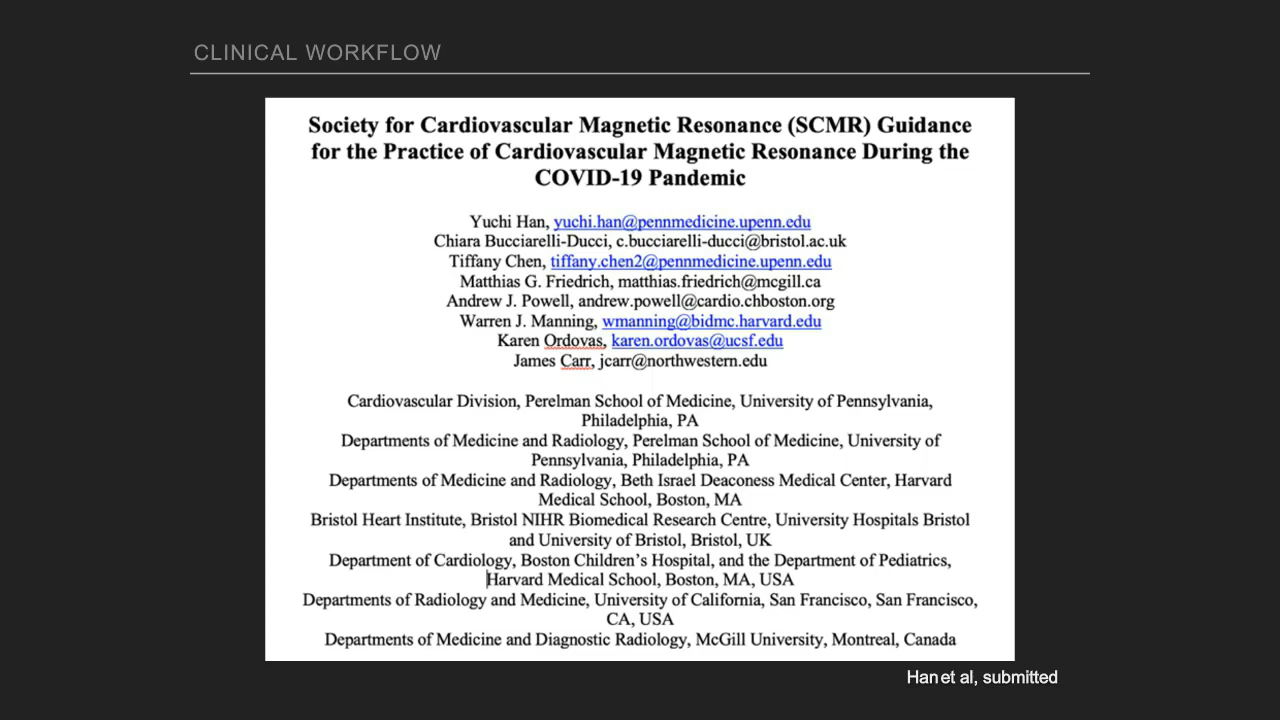 CLINICAL WORKFLOW
Society for Cardiovascular Magnetic Resonance (SCMR) Guidance
for the Practice of Cardiovascular Magnetic Resonance During the
COVID-19 Pandemic
Yuchi Han, yuchi.han@pennmedicine.upenn.edu
Chiara Bucciarelli-Ducci, c.bucciarelli-ducci@bristol.ac.uk
Tiffany Chen, tiffany.chen2@pennmedicine.upenn.edu
Matthias G. Friedrich, matthias.friedrich@mcgill.ca
Andrew J. Powell, andrew.powell@cardio.chboston.org
Warren J. Manning, wmanning@bidmc.harvard.edu
Karen Ordovas, karen.ordovas@ucsf.edu
James Carr, jcarr@northwestern.edu
Cardiovascular Division, Perelman School of Medicine, University of Pennsylvania,
Philadelphia, PA
Departments of Medicine and Radiology, Perelman School of Medicine, University of
Pennsylvania, Philadelphia, PA
Departments of Medicine and Radiology, Beth Israel Deaconess Medical Center, Harvard
Medical School, Boston, MA
Bristol Heart Institute, Bristol NIHR Biomedical Research Centre, University Hospitals Bristol
and University of Bristol, Bristol, UK
Department of Cardiology, Boston Children's Hospital, and the Department of Pediatrics,
Harvard Medical School, Boston, MA, USA
Departments of Radiology and Medicine, University of California, San Francisco, San Francisco,
CA, USA
Departments of Medicine and Diagnostic Radiology, McGill University, Montreal, Canada
Han et al, submitted